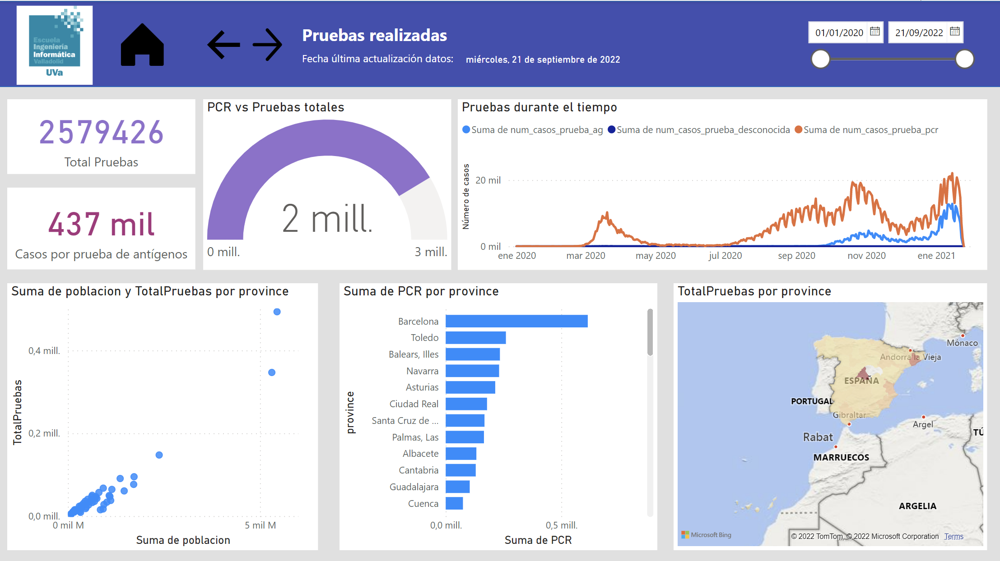 Escuela
Ingeniería
Informática
Valladolid
UVa
Pruebas realizadas
Fecha última actualización datos: miércoles, 21 de septiembre de 2022
01/01/2020
21/09/2022
2579426
Total Pruebas
437 mil
Casos por prueba de antígenos
PCR vs Pruebas totales
2 mill.
0 mill.
3 mill.
Pruebas durante el tiempo
Suma de num_casos_prueba_ag Suma de num_casos_prueba_desconocida Suma de num_casos_prueba_pcr
Número de casos
20 mil
0 mil
ene 2020 mar 2020 may 2020 jul 2020 sep 2020 nov 2020 ene 2021
Suma de poblacion y TotalPruebas por province
TotalPruebas
0,4 mill.
0,2 mill.
0,0 mill.
0 mil M 5 mil M
Suma de poblacion
Suma de PCR por province
province
Barcelona
Toledo
Balears, Illes
Navarra
Asturias
Ciudad Real
Santa Cruz de ...
Palmas, Las
Albacete
Cantabria
Guadalajara
Cuenca
0,0 mill. 0,5 mill.
Suma de PCR
TotalPruebas por province
Mónaco
Andorra la Vieja
ESPAÑA
PORTUGAL
Gibraltar
Argel
TÚ
Rabat
MARRUECOS
ARGELIA
Microsoft Bing
© 2022 TomTom, © 2022 Microsoft Corporation Terms